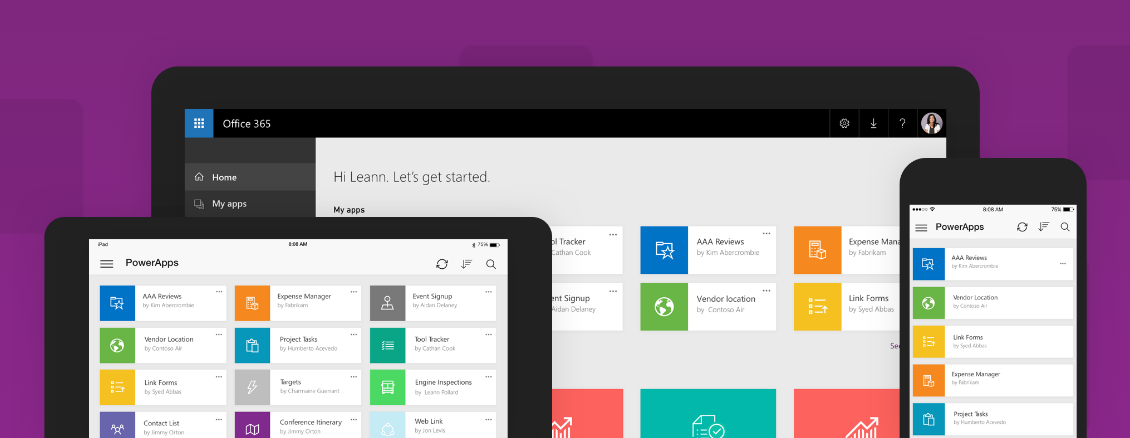 Office 365
?
Home
My apps
Hi Leann. Let's get started.
My apps
ol Tracker
Cathan Cook
AAA Reviews
by Kim Abercrombie
Expense Mana
by Fabrikam
ent Signup
Aidan Delaney
Vendor location
by Contoso Air
Link Forms
by Syed Abbas
Se
iPad
8:08 AM
75%
PowerApps
AAA Reviews
by Kim Abercrombie
Expense Manager
by Fabrikam
Event Signup
by Aidan Delaney
Vendor Location
by Contoso Air
Project Tasks
by Humberto Acevedo
Tool Tracker
by Cathan Cook
Link Forms
by Syed Abbas
Targets
by Charmaine Guerrant
Engine Inspections
by Leann Pollard
Contact List
by Jimmy Orton
Conference Itinerary
by Jimmy Orton
Web Link
by Jon Levis
8:08 AM
75%
PowerApps
AAA Reviews
by Kim Abercrombie
Vendor Location
by Contoso Air
Link Forms
by Syed Abbas
Expense Manager
by Fabrikam
Project Tasks
by Humberto Acevedo